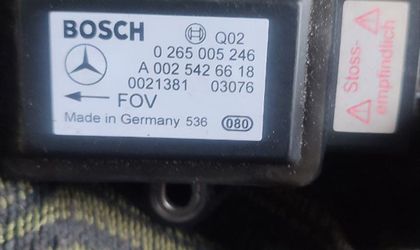 BOSCH Q02
0 265 005 246
A 002 542 66 18
0021381 03076
FOV
Made in Germany 536 080
Stoss-
empfindlich